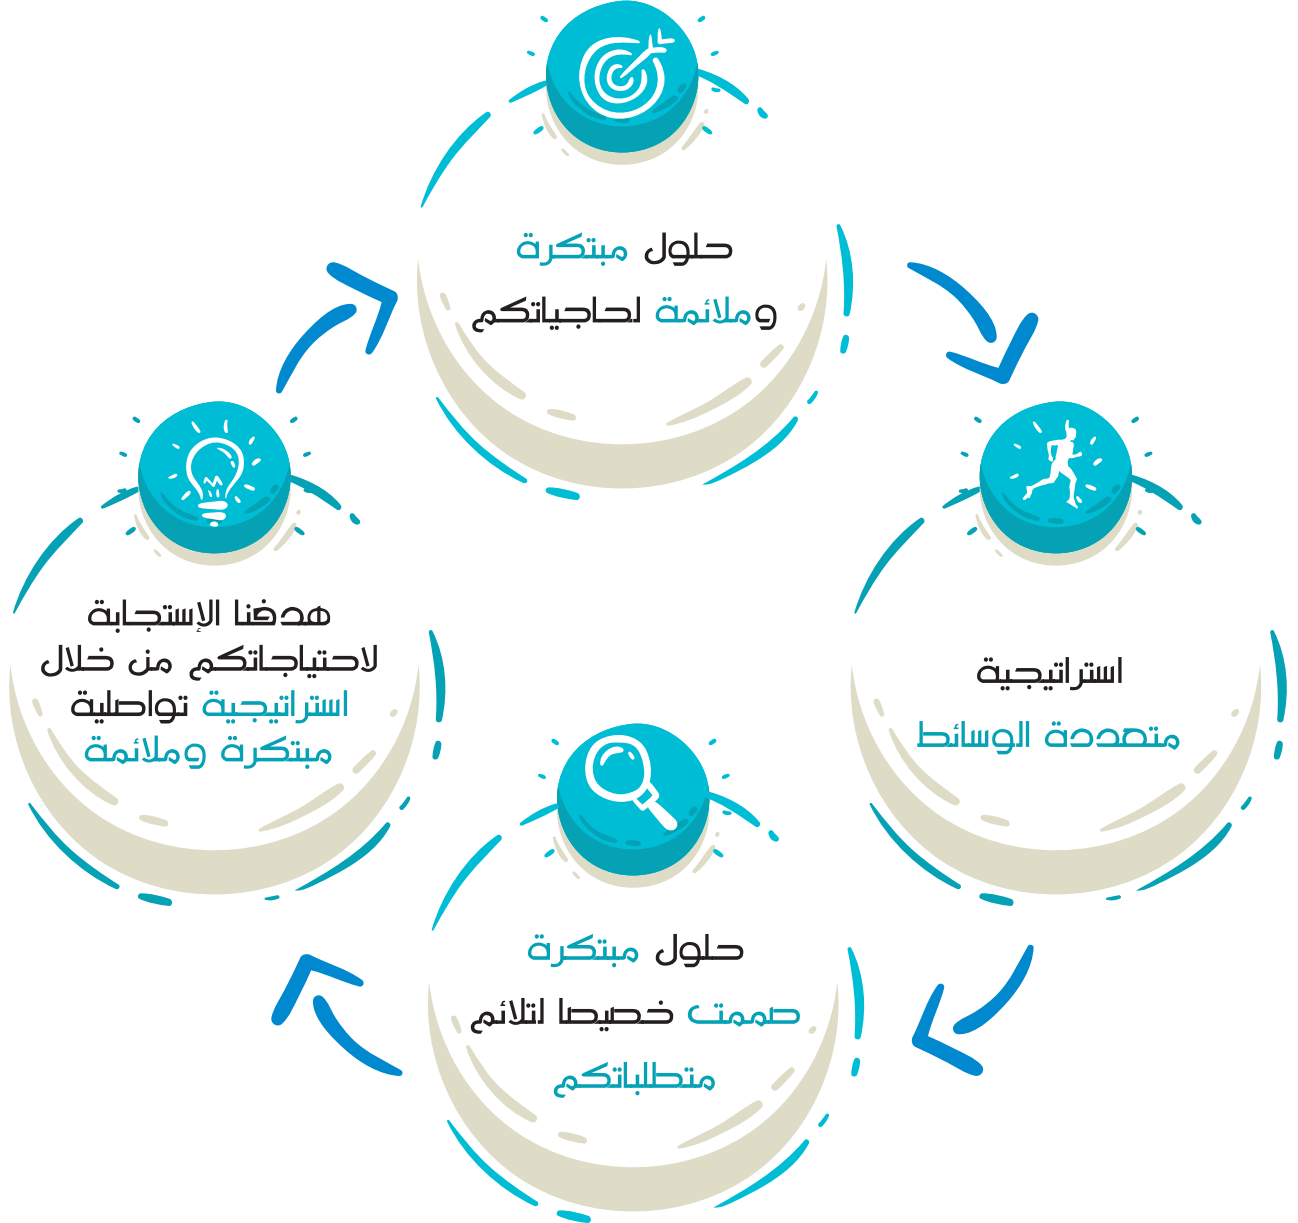 حلول مبتكرة
وملائمة لحاجياتكم
استراتيجية
متعددة الوسائط
حلول مبتكرة
صممت خصيصا لتلائم
متطلباتكم
هدفنا الإستجابة
لاحتياجاتكم من خلال
استراتيجية تواصلية
مبتكرة وملائمة